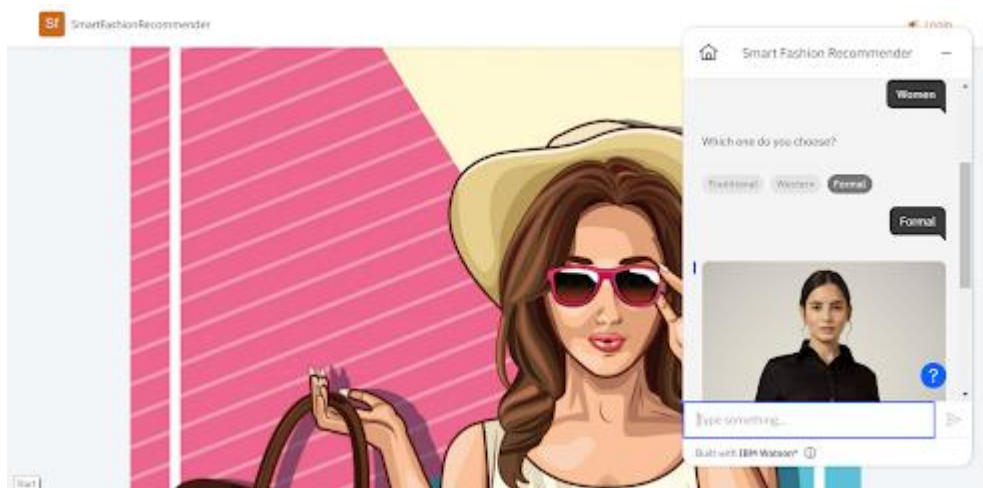 Sf SmartFashionRecommender
Login
Smart Fashion Recommender
Women
Which one do you choose?
Traditional Western Formal
Formal
?
Type something...
Built with IBM Watson®
Start